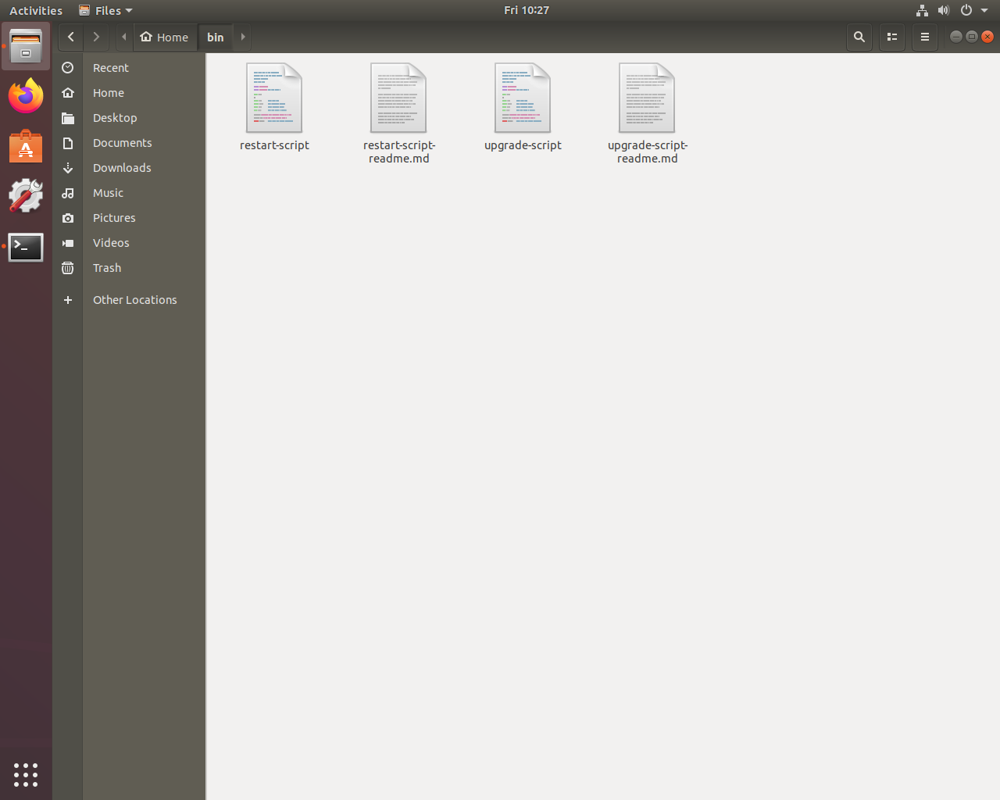 Activities Files Fri 10:27
Home bin
Recent
Home
Desktop
Documents
Downloads
Music
Pictures
Videos
Trash
Other Locations
restart-script
restart-script-
readme.md
upgrade-script
upgrade-script-
readme.md